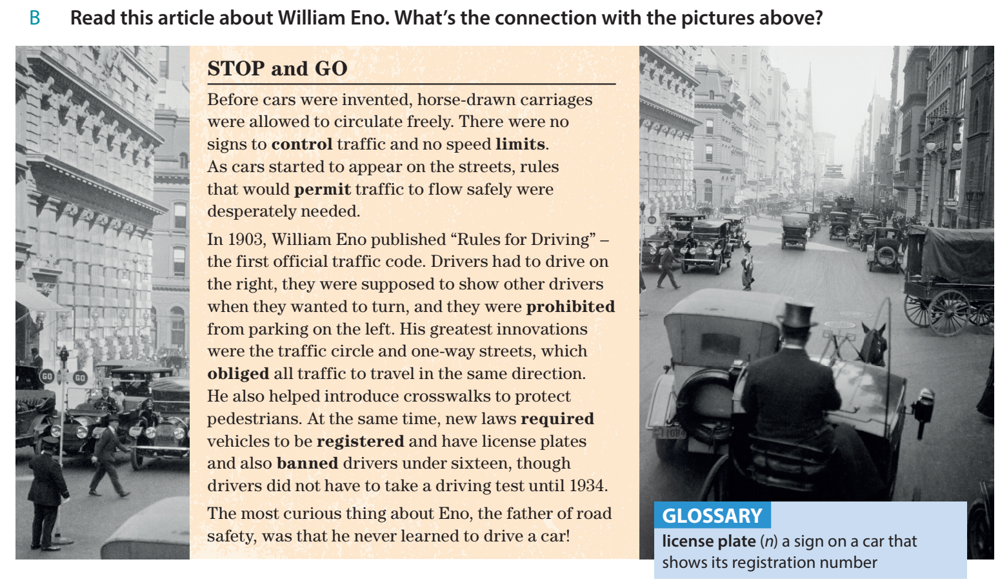 B Read this article about William Eno. What's the connection with the pictures above?
STOP and GO
Before cars were invented, horse-drawn carriages
were allowed to circulate freely. There were no
signs to control traffic and no speed limits.
As cars started to appear on the streets, rules
that would permit traffic to flow safely were
desperately needed.
In 1903, William Eno published “Rules for Driving” –
the first official traffic code. Drivers had to drive on
the right, they were supposed to show other drivers
when they wanted to turn, and they were prohibited
from parking on the left. His greatest innovations
were the traffic circle and one-way streets, which
obliged all traffic to travel in the same direction.
He also helped introduce crosswalks to protect
pedestrians. At the same time, new laws required
vehicles to be registered and have license plates
and also banned drivers under sixteen, though
drivers did not have to take a driving test until 1934.
The most curious thing about Eno, the father of road
safety, was that he never learned to drive a car!
GO
GO
GO
GLOSSARY
license plate (n) a sign on a car that
shows its registration number